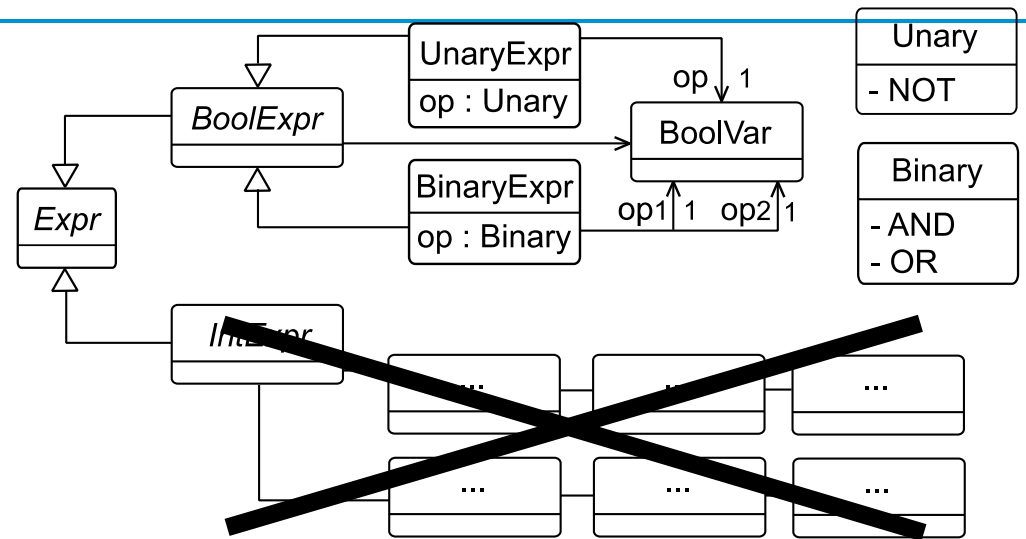 UnaryExpr
op : Unary
Unary
- NOT
op 1
BoolExpr
BoolVar
BinaryExpr
op : Binary
op1 1 op2 1
Binary
- AND
- OR
Expr
IntExpr
...
...
...
...
...
...